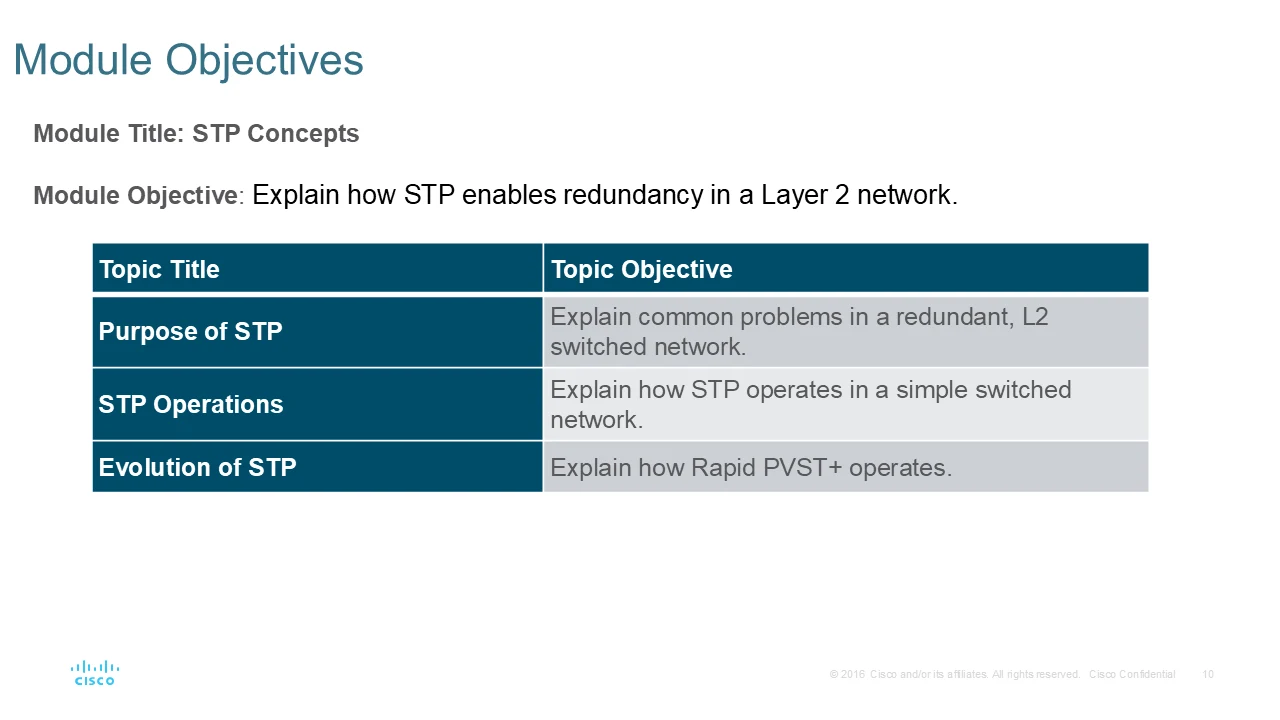 Module Objectives
Module Title: STP Concepts
Module Objective: Explain how STP enables redundancy in a Layer 2 network.
Topic Title
Topic Objective
Purpose of STP
Explain common problems in a redundant, L2
switched network.
STP Operations
Explain how STP operates in a simple switched
network.
Evolution of STP
Explain how Rapid PVST+ operates.
CISCO
© 2016 Cisco and/or its affiliates. All rights reserved. Cisco Confidential
10